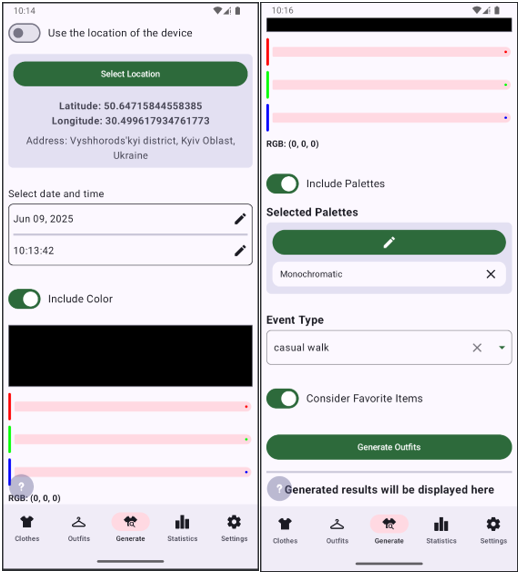 10:14
Use the location of the device
Select Location
Latitude: 50.64715844558385
Longitude: 30.499617934761773
Address: Vyshhorods'kyi district, Kyiv Oblast,
Ukraine
Select date and time
Jun 09, 2025
10:13:42
Include Color
?
RGB: (0, 0, 0)
Clothes
Outfits
Generate
Statistics
Settings
10:16
RGB: (0, 0, 0)
Include Palettes
Selected Palettes
Monochromatic
Event Type
casual walk
Consider Favorite Items
Generate Outfits
?
Generated results will be displayed here
Clothes
Outfits
Generate
Statistics
Settings